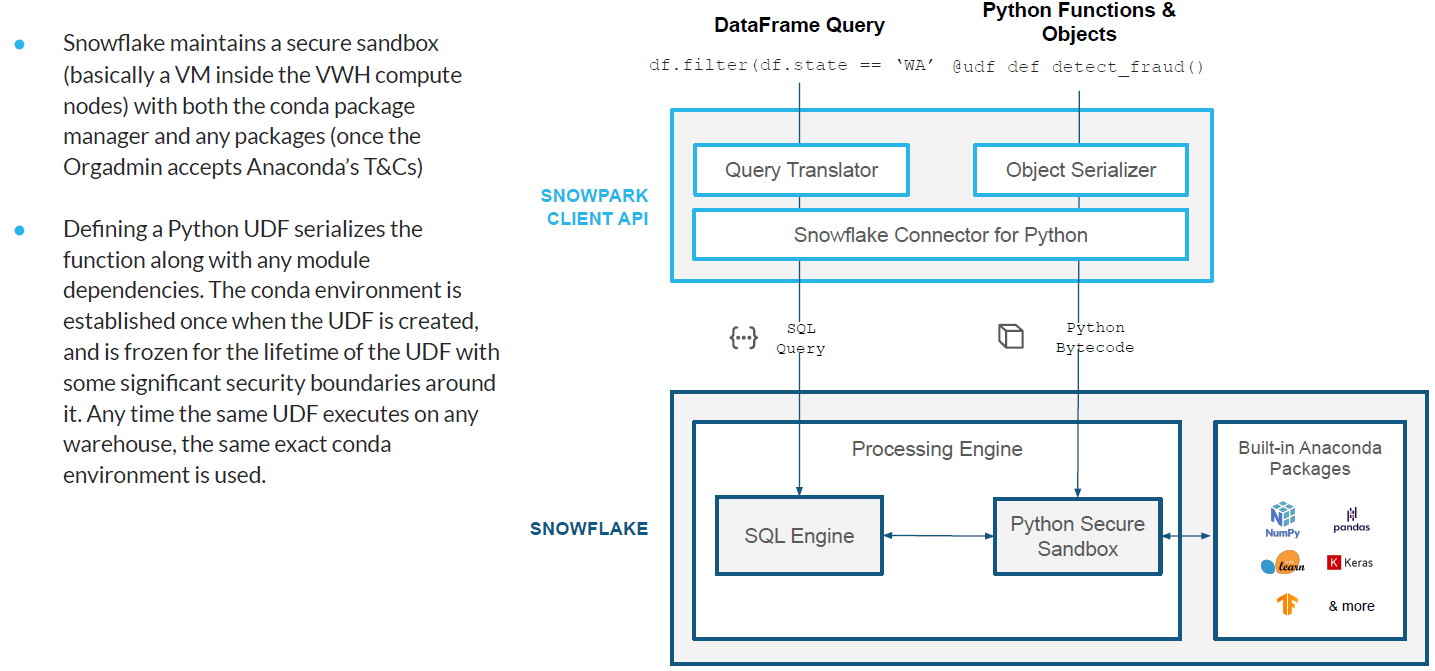 Snowflake maintains a secure sandbox
(basically a VM inside the VWH compute
nodes) with both the conda package
manager and any packages (once the
Orgadmin accepts Anaconda’s T&Cs)
Defining a Python UDF serializes the
function along with any module
dependencies. The conda environment is
established once when the UDF is created,
and is frozen for the lifetime of the UDF with
some significant security boundaries around
it. Any time the same UDF executes on any
warehouse, the same exact conda
environment is used.
DataFrame Query
df.filter(df.state == ‘WA’
Python Functions &
Objects
@udf def detect_fraud()
SNOWPARK
CLIENT API
Query Translator
Object Serializer
Snowflake Connector for Python
{...}
SQL
Query
Python
Bytecode
SNOWFLAKE
Processing Engine
SQL Engine
Python Secure
Sandbox
Built-in Anaconda
Packages
NumPy
pandas
learn
K Keras
TF
& more